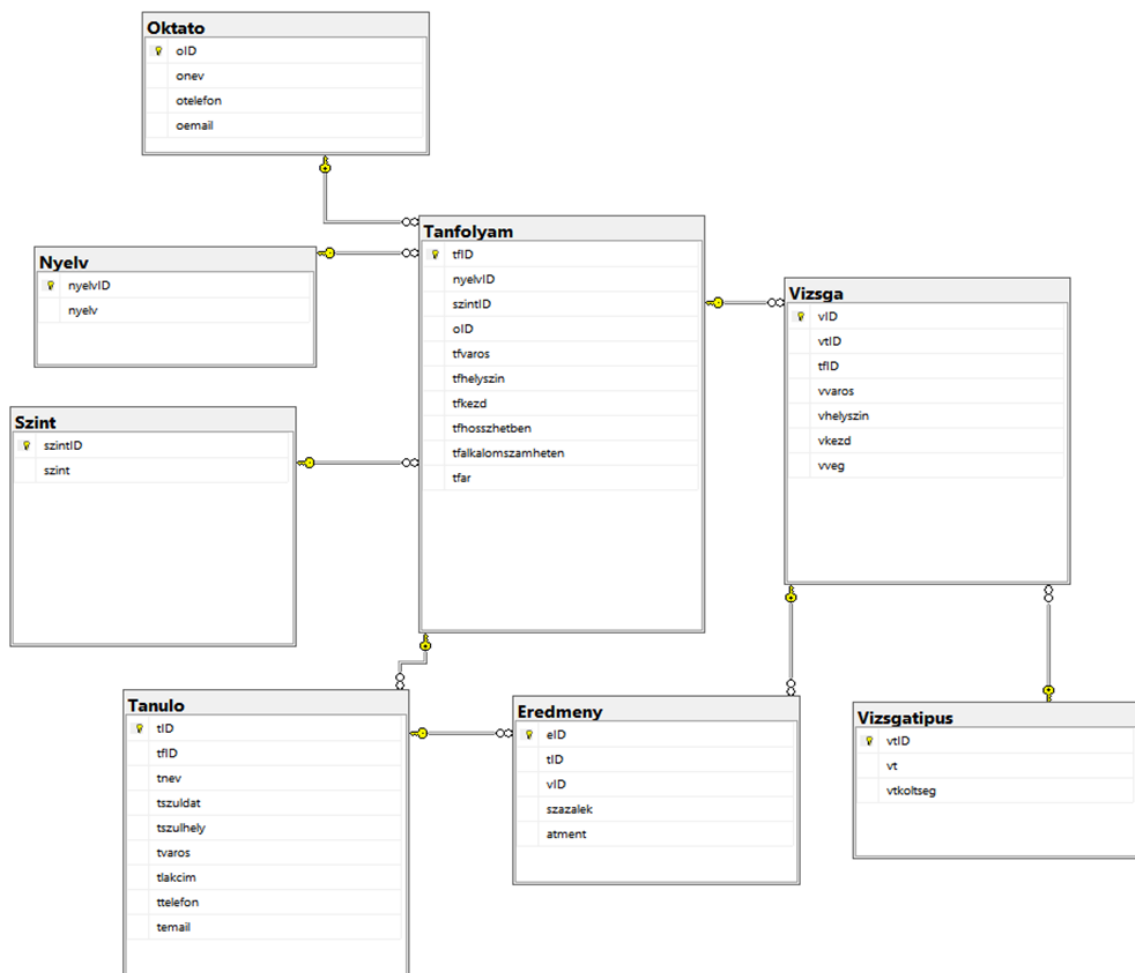 Oktato
oID
onev
otelefon
oemail
Nyelv
nyelvID
nyelv
Szint
szintID
szint
Tanfolyam
tfID
nyelvID
szintID
oID
tfvaros
tfhelyszin
tfkezd
tfhosszhetben
tfalkalomszamheten
tfar
Vizsga
vID
vtID
tfID
vvaros
vhelyszin
vkezd
vveg
Tanulo
tID
tfID
tnev
tszuldat
tszulhely
tvaros
tlakcim
ttelefon
temail
Eredmeny
eID
tID
vID
szazalek
atment
Vizsgatipus
vtID
vt
vtkoltseg